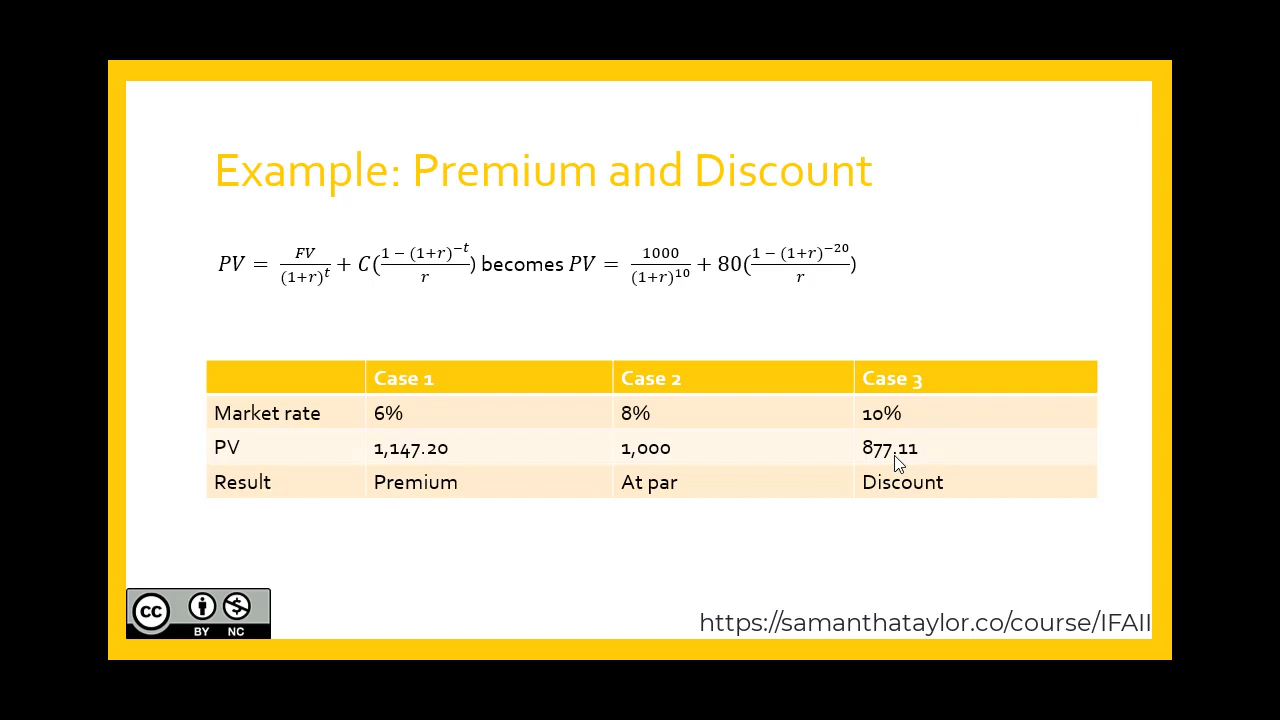 Example: Premium and Discount
PV = FV/(1+r)^t + C(1 − (1+r)^−t/r) becomes PV = 1000/(1+r)^10 + 80(1 − (1+r)^−20/r)
Case 1 Case 2 Case 3
Market rate 6% 8% 10%
PV 1,147.20 1,000 877.11
Result Premium At par Discount
CC BY NC
https://samanthataylor.co/course/IFAII